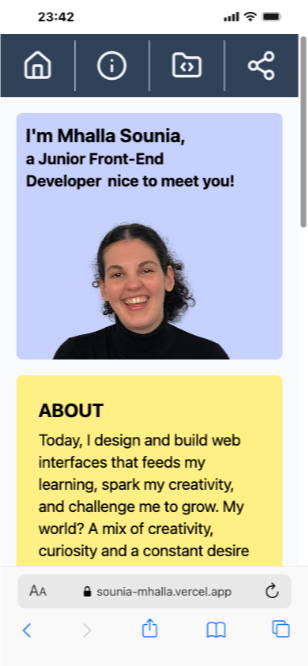 23:42
I'm Mhalla Sounia,
a Junior Front-End
Developer nice to meet you!
ABOUT
Today, I design and build web
interfaces that feeds my
learning, spark my creativity,
and challenge me to grow. My
world? A mix of creativity,
curiosity and a constant desire
AA sounia-mhalla.vercel.app